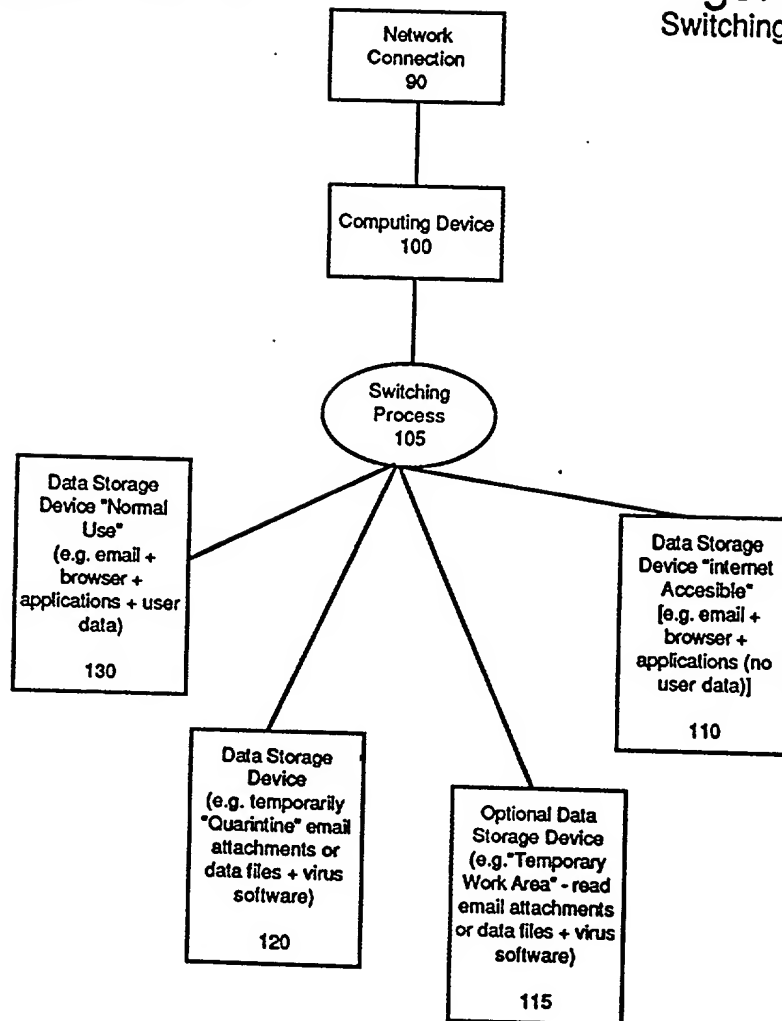 Switching
Network
Connection
90
Computing Device
100
Switching
Process
105
Data Storage
Device "Normal
Use"
(e.g. email +
browser +
applications + user
data)
130
Data Storage
Device "internet
Accesible"
[e.g. email +
browser +
applications (no
user data)]
110
Data Storage
Device
(e.g. temporarily
"Quarintine" email
attachments or
data files + virus
software)
120
Optional Data
Storage Device
(e.g."Temporary
Work Area" - read
email attachments
or data files + virus
software)
115